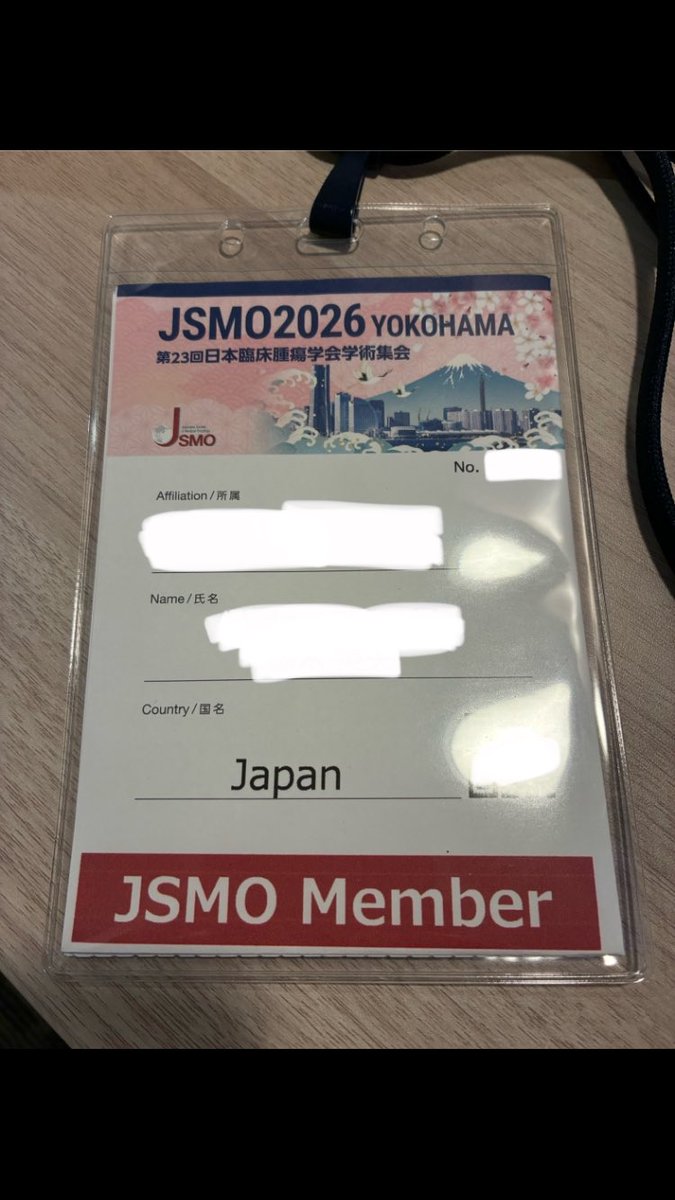 JSMO2026 YOKOHAMA
第23回日本臨床腫瘍学会学術集会
JSMO
No.
Affiliation / 所属
Name / 氏名
Country / 国名
Japan
JSMO Member